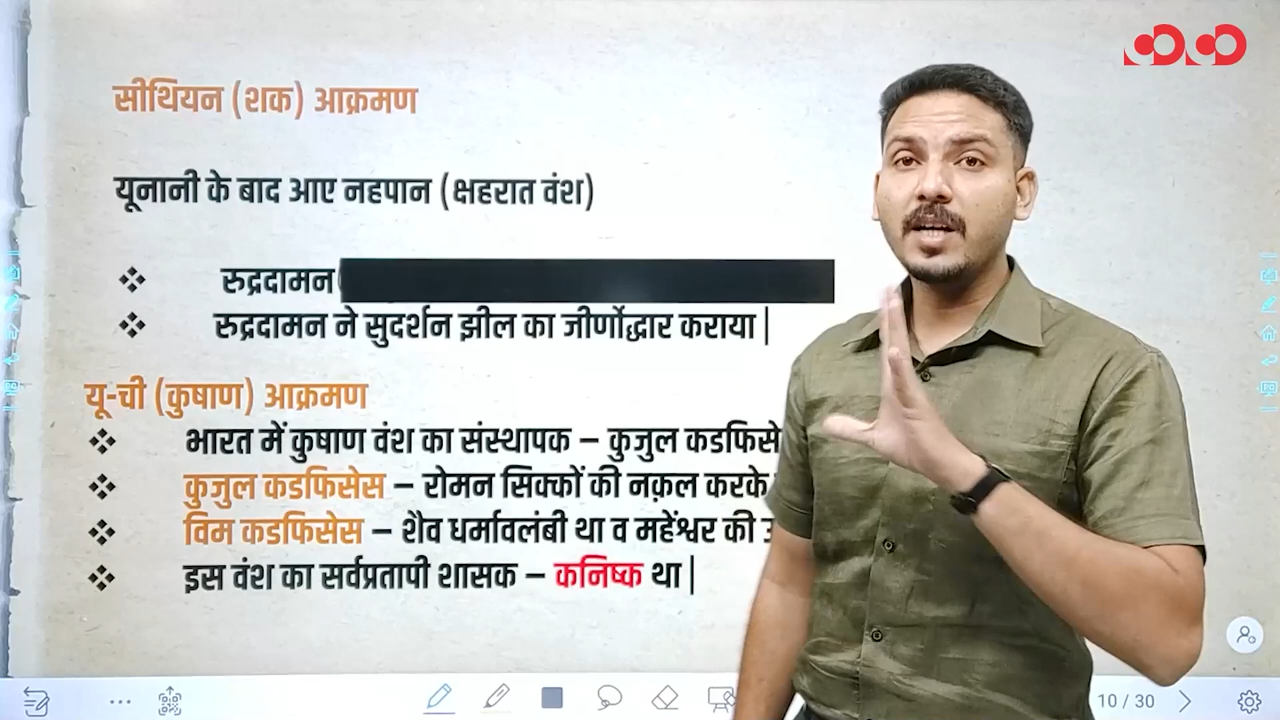 सीथियन (शक) आक्रमण
यूनानी के बाद आए नहपान (क्षहरात वंश)
❖ रुद्रदामन
❖ रुद्रदामन ने सुदर्शन झील का जीर्णोद्धार कराया |
यू-ची (कुषाण) आक्रमण
❖ भारत में कुषाण वंश का संस्थापक – कुजुल कडफिसे
❖ कुजुल कडफिसेस – रोमन सिक्कों की नक़ल करके
❖ विम कडफिसेस – शैव धर्मावलंबी था व महेंश्वर की
❖ इस वंश का सर्वप्रतापी शासक – कनिष्क था |
10 / 30